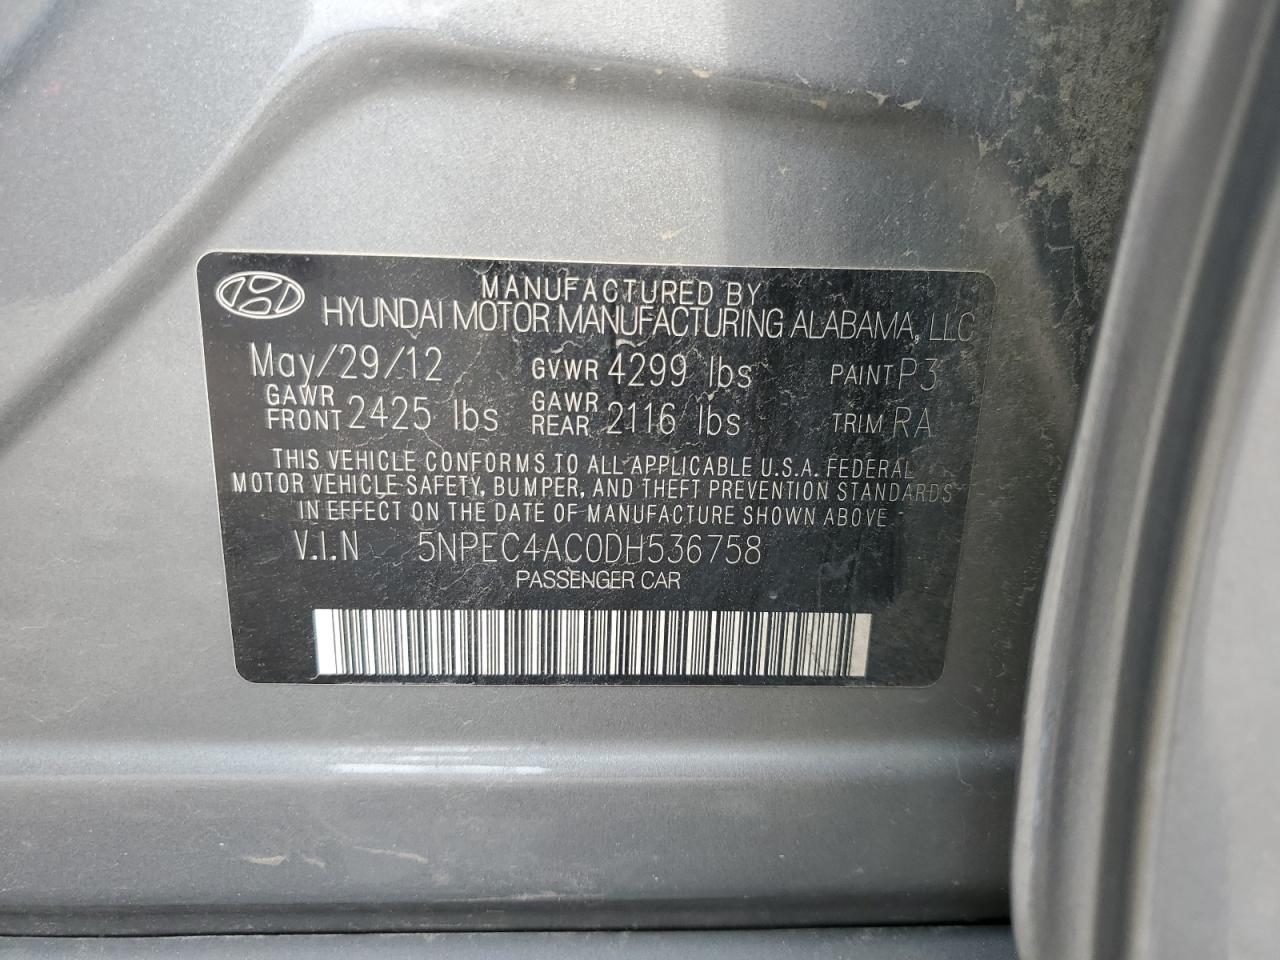 MANUFACTURED BY
HYUNDAI MOTOR MANUFACTURING ALABAMA, LLC
May/29/12 GVWR 4299 lbs PAINT P3
GAWR FRONT 2425 lbs GAWR REAR 2116 lbs TRIM RA
THIS VEHICLE CONFORMS TO ALL APPLICABLE U.S.A. FEDERAL
MOTOR VEHICLE SAFETY, BUMPER, AND THEFT PREVENTION STANDARDS
IN EFFECT ON THE DATE OF MANUFACTURE SHOWN ABOVE
V.I.N 5NPEC4AC0DH536758
PASSENGER CAR